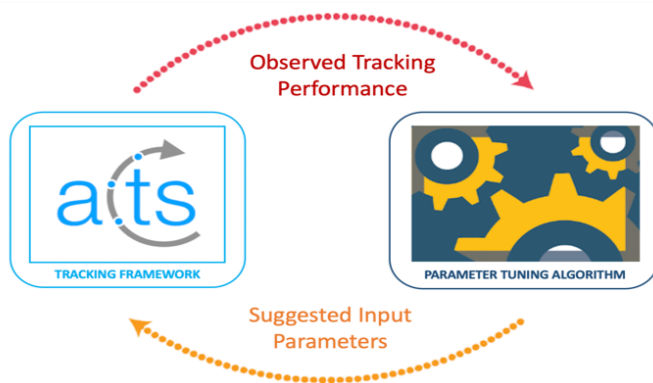 Observed Tracking
Performance
acts
TRACKING FRAMEWORK
PARAMETER TUNING ALGORITHM
Suggested Input
Parameters